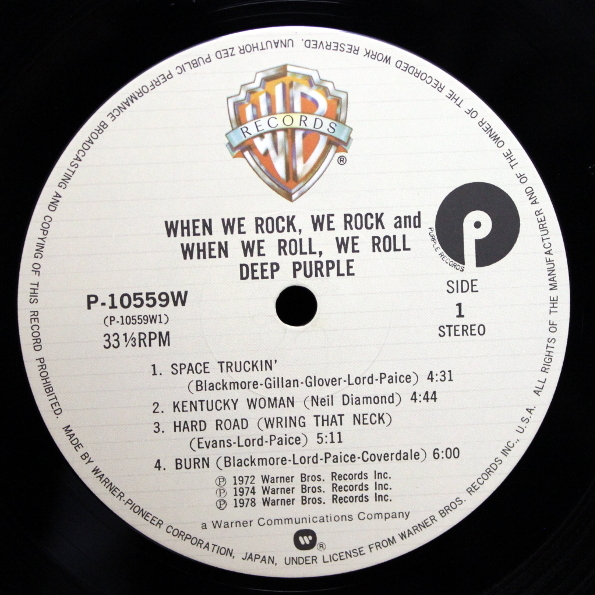 ALL RIGHTS OF THE MANUFACTURER AND OF THE OWNER OF THE RECORDED WORK RESERVED. UNAUTHORIZED PUBLIC PERFORMANCE BROADCASTING AND COPYING OF THIS RECORD PROHIBITED.
WB
RECORDS
®
WHEN WE ROCK, WE ROCK and
WHEN WE ROLL, WE ROLL
DEEP PURPLE
P
PURPLE RECORDS
P-10559W
(P-10559W1)
33⅓RPM
SIDE
1
STEREO
1. SPACE TRUCKIN'
(Blackmore-Gillan-Glover-Lord-Paice) 4:31
2. KENTUCKY WOMAN (Neil Diamond) 4:44
3. HARD ROAD (WRING THAT NECK)
(Evans-Lord-Paice) 5:11
4. BURN (Blackmore-Lord-Paice-Coverdale) 6:00
℗ 1972 Warner Bros. Records Inc.
℗ 1974 Warner Bros. Records Inc.
℗ 1978 Warner Bros. Records Inc.
a Warner Communications Company
®
MADE BY WARNER-PIONEER CORPORATION, JAPAN, UNDER LICENSE FROM WARNER BROS. RECORDS INC., U.S.A.